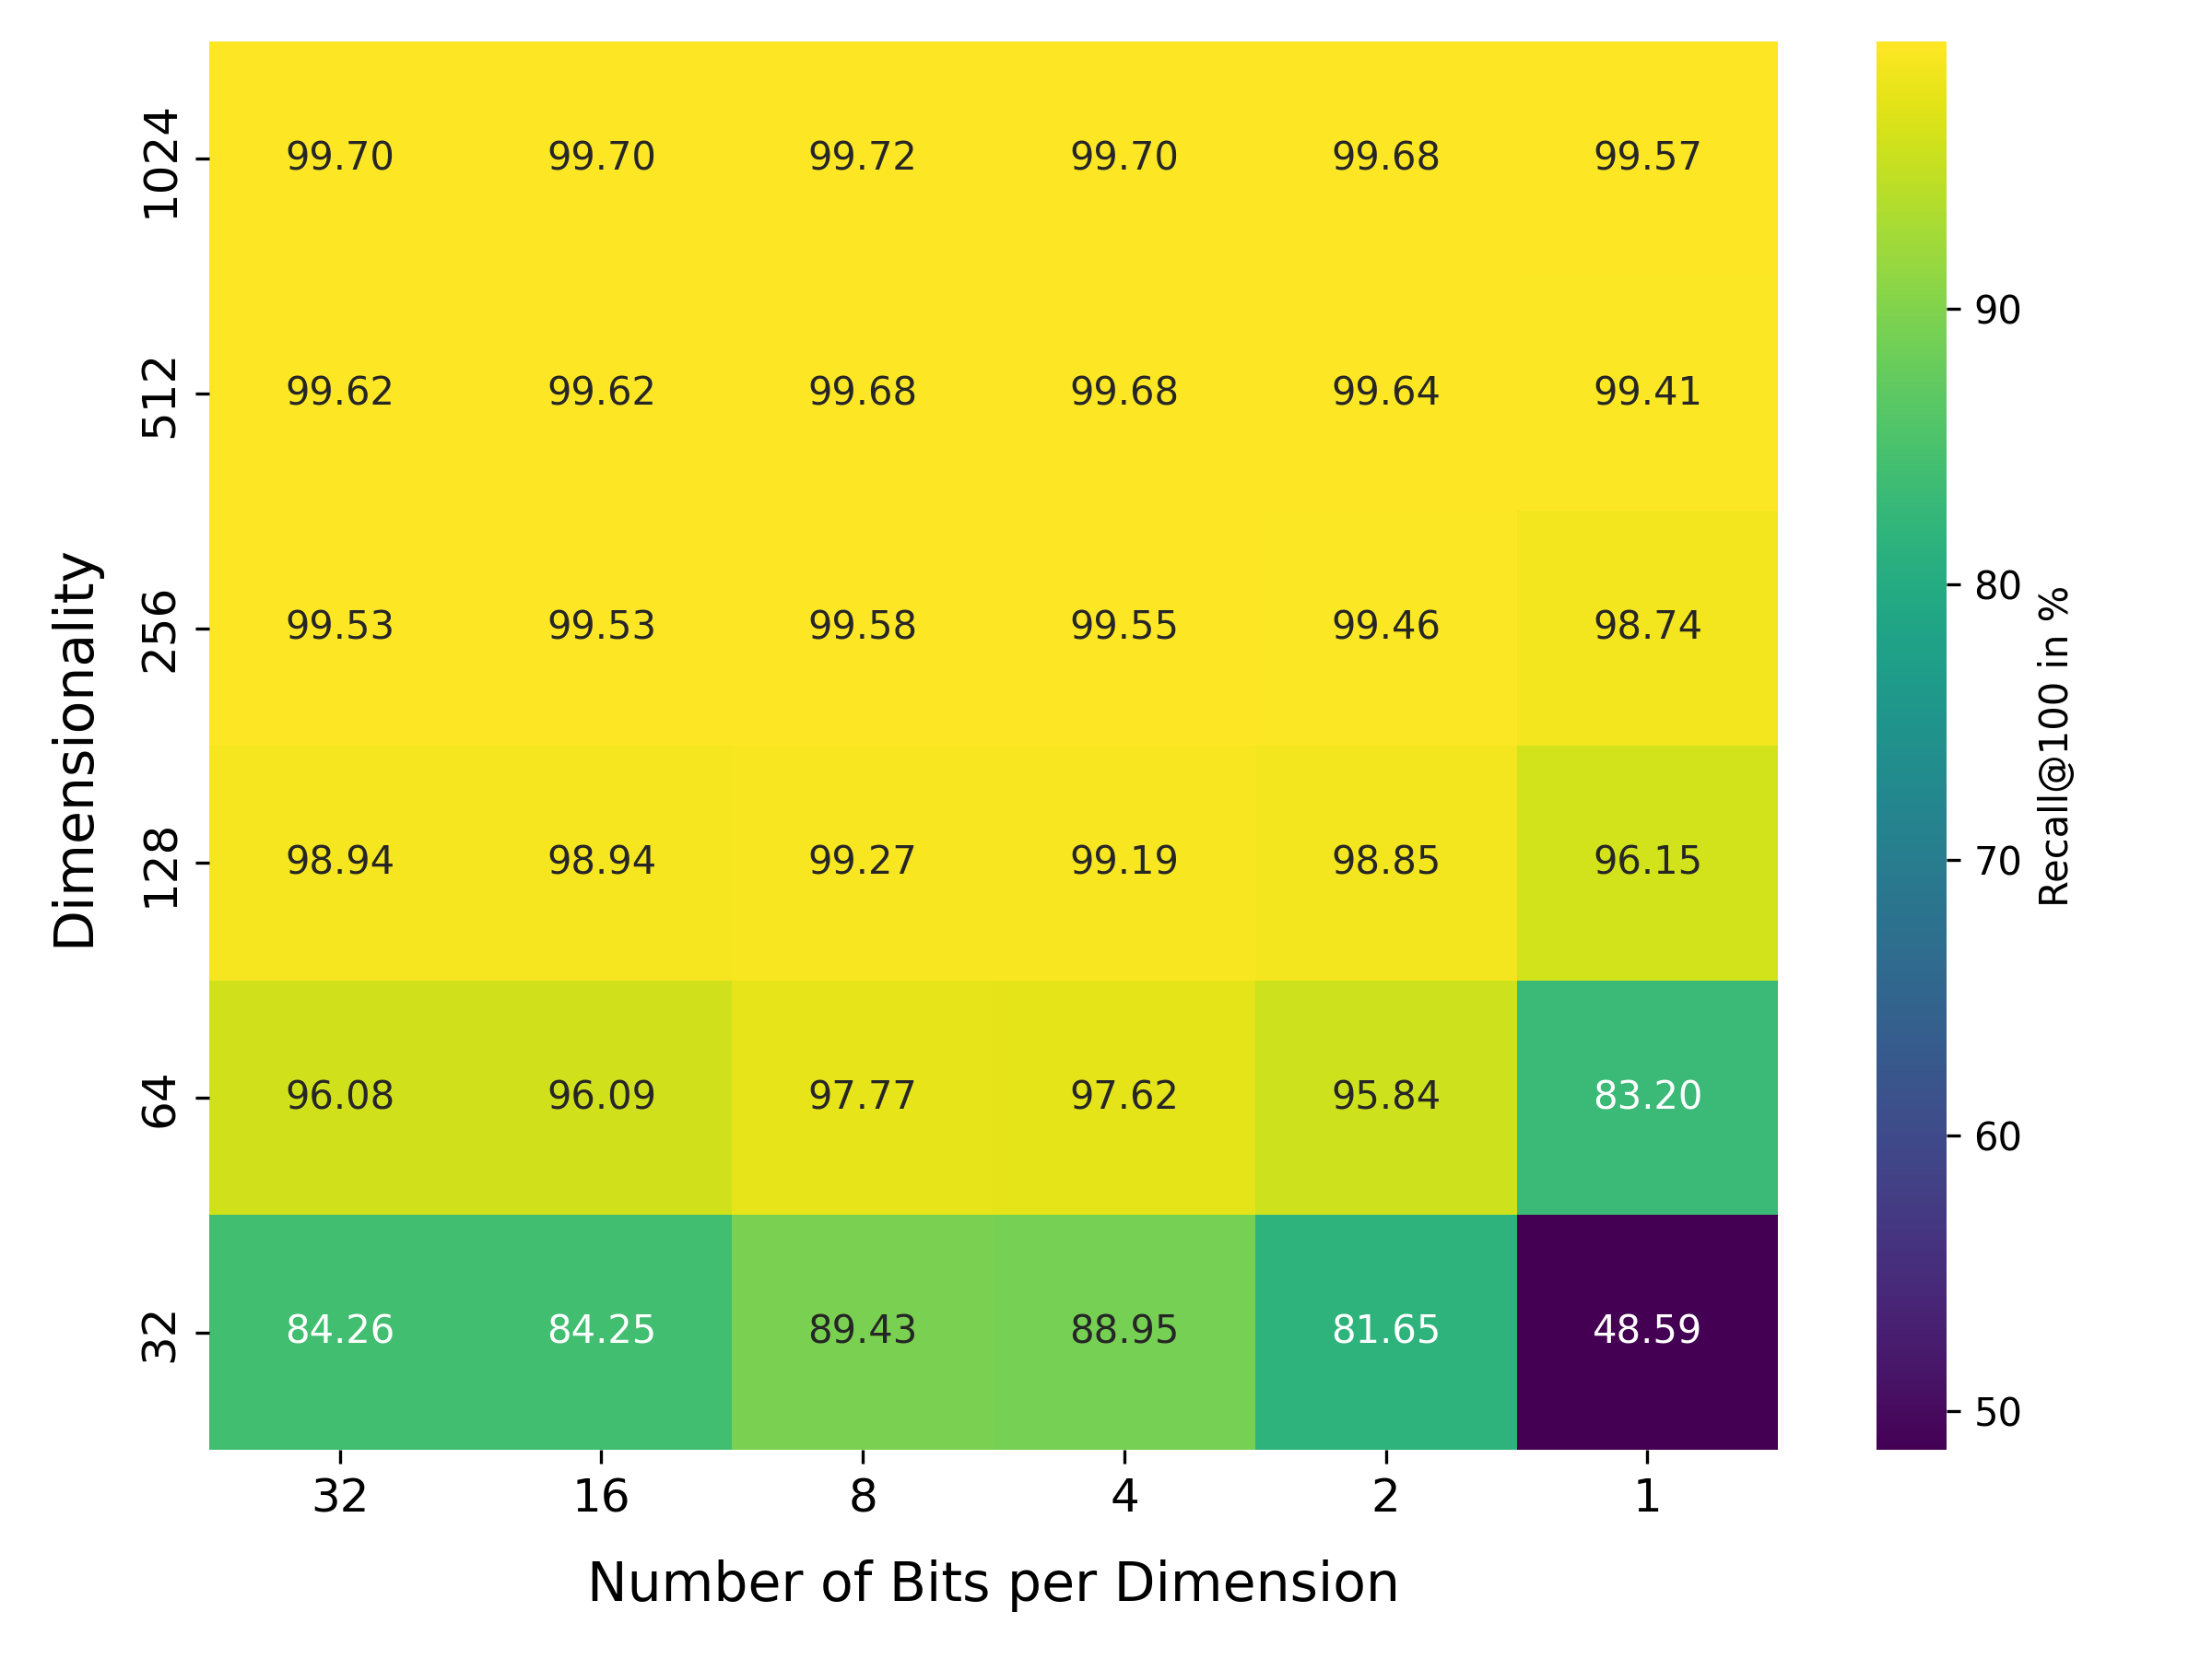 1024 99.70 99.70 99.72 99.70 99.68 99.57
512 99.62 99.62 99.68 99.68 99.64 99.41
256 99.53 99.53 99.58 99.55 99.46 98.74
128 98.94 98.94 99.27 99.19 98.85 96.15
64 96.08 96.09 97.77 97.62 95.84 83.20
32 84.26 84.25 89.43 88.95 81.65 48.59
32 16 8 4 2 1
Dimensionality
Number of Bits per Dimension
90
80
70
60
50
Recall@100 in %